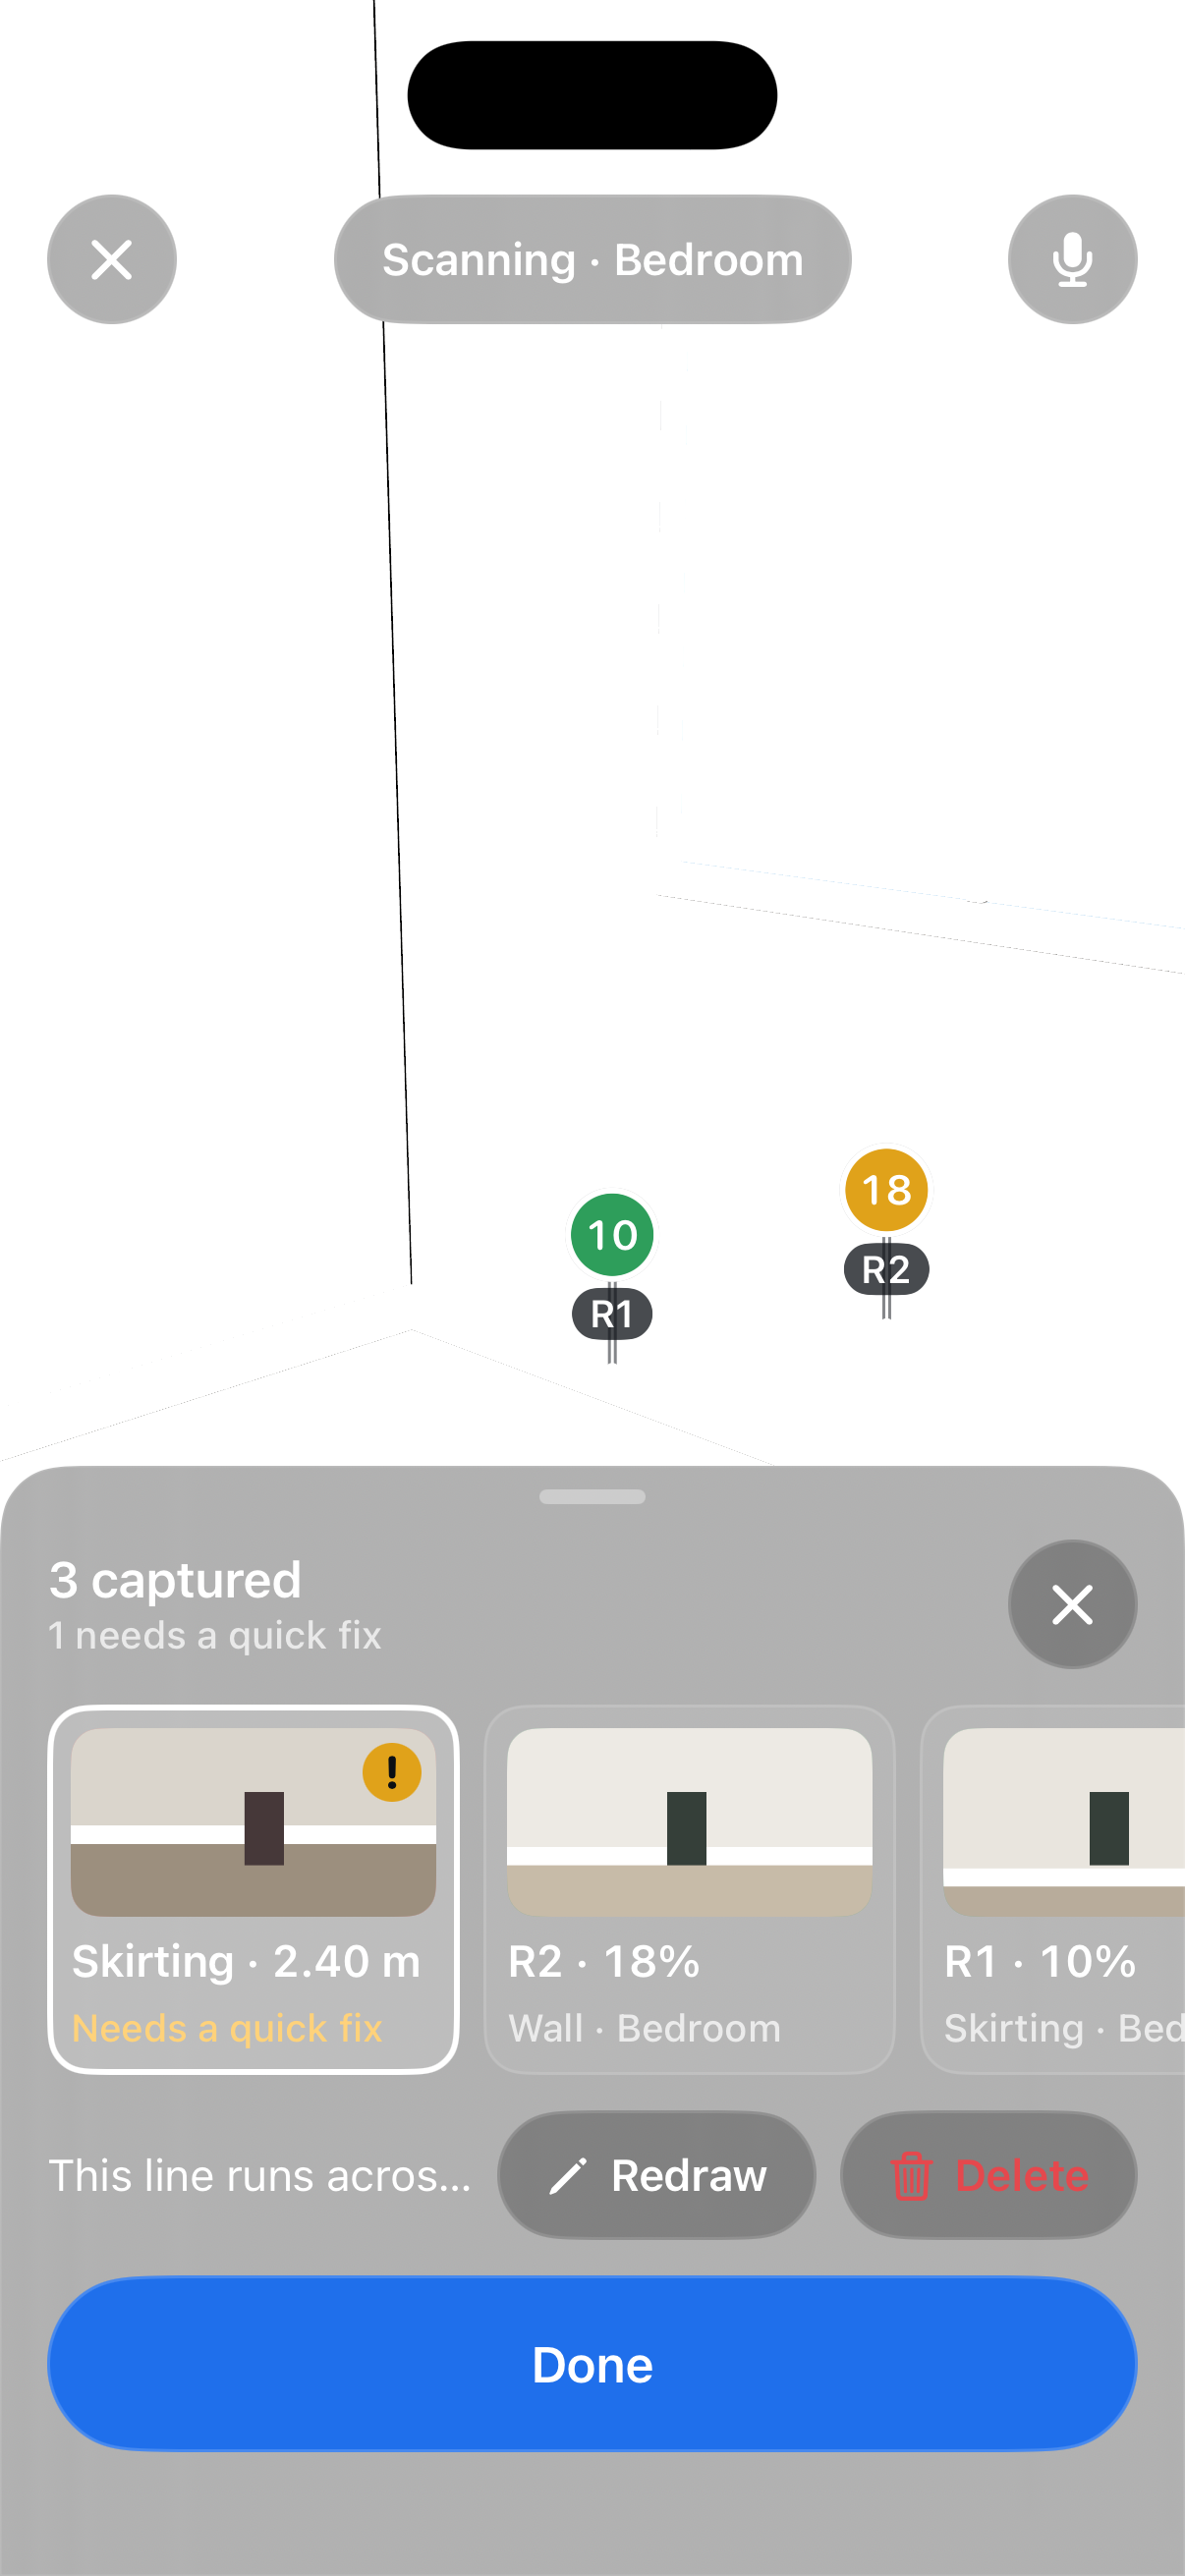 Scanning · Bedroom
18
10
R2
R1
3 captured
1 needs a quick fix
!
Skirting · 2.40 m
Needs a quick fix
R2 · 18%
Wall · Bedroom
R1 · 10%
Skirting · Bed
This line runs acros...
Redraw
Delete
Done